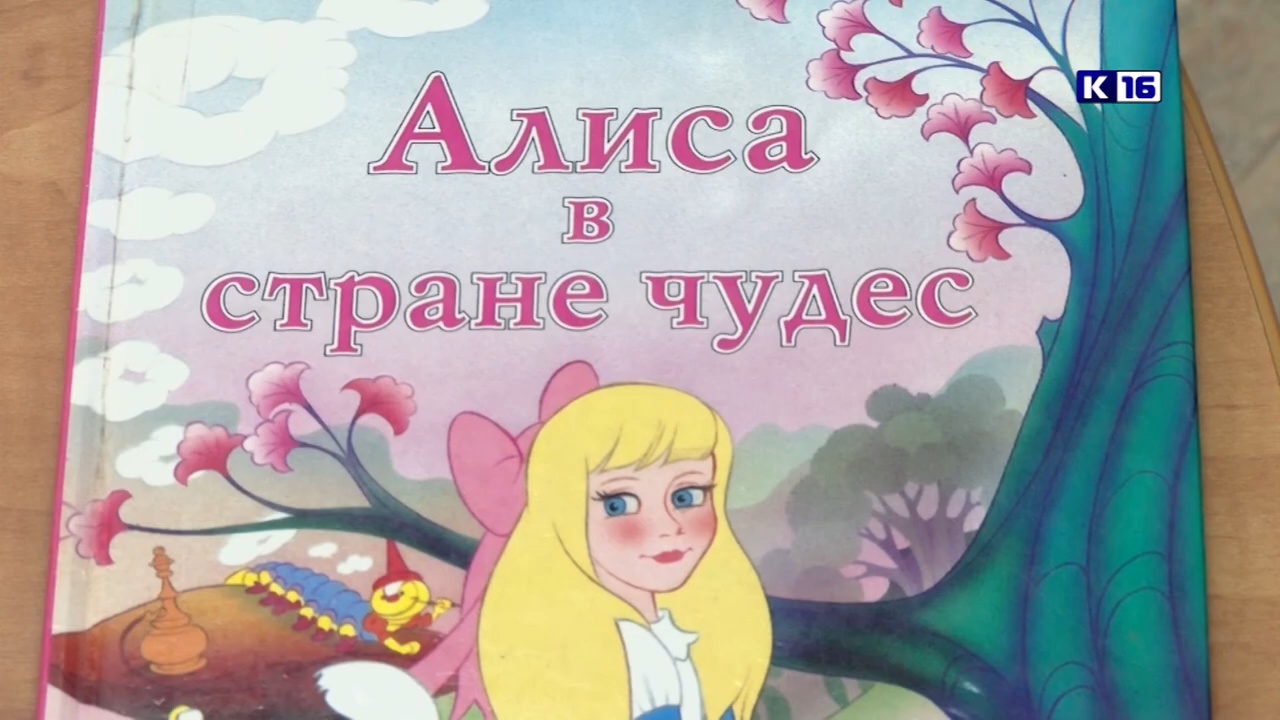 Алиса
в
стране чудес
К 16